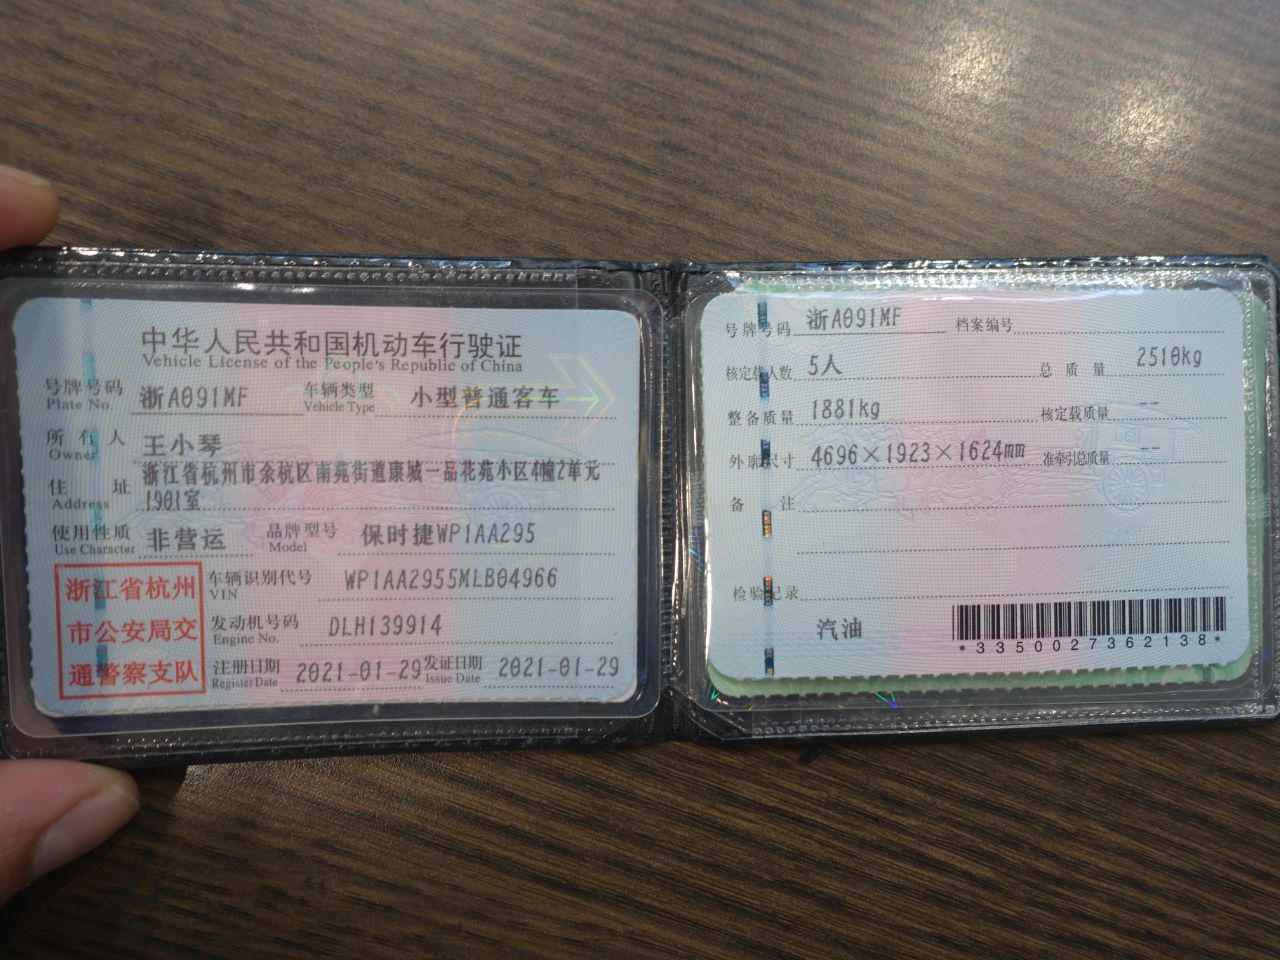 中华人民共和国机动车行驶证
Vehicle License of the People's Republic of China
号牌号码 浙A091MF 车辆类型 小型普通客车
Plate No. Vehicle Type
所有人 王小琴
Owner
住址 浙江省杭州市余杭区南苑街道康城一品花苑小区4幢2单元
Address 1901室
使用性质 非营运 品牌型号 保时捷WP1AA295
Use Character Model
浙江省杭州
市公安局交
通警察支队
车辆识别代号 WP1AA2955MLB04966
VIN
发动机号码 DLH139914
Engine No.
注册日期 2021-01-29 发证日期 2021-01-29
Register Date Issue Date
号牌号码 浙A091MF 档案编号
核定载人数 5人 总质量 2510kg
整备质量 1881kg 核定载质量 --
外廓尺寸 4696×1923×1624mm 准牵引总质量 --
备注
检验记录
汽油
*3350027362138*